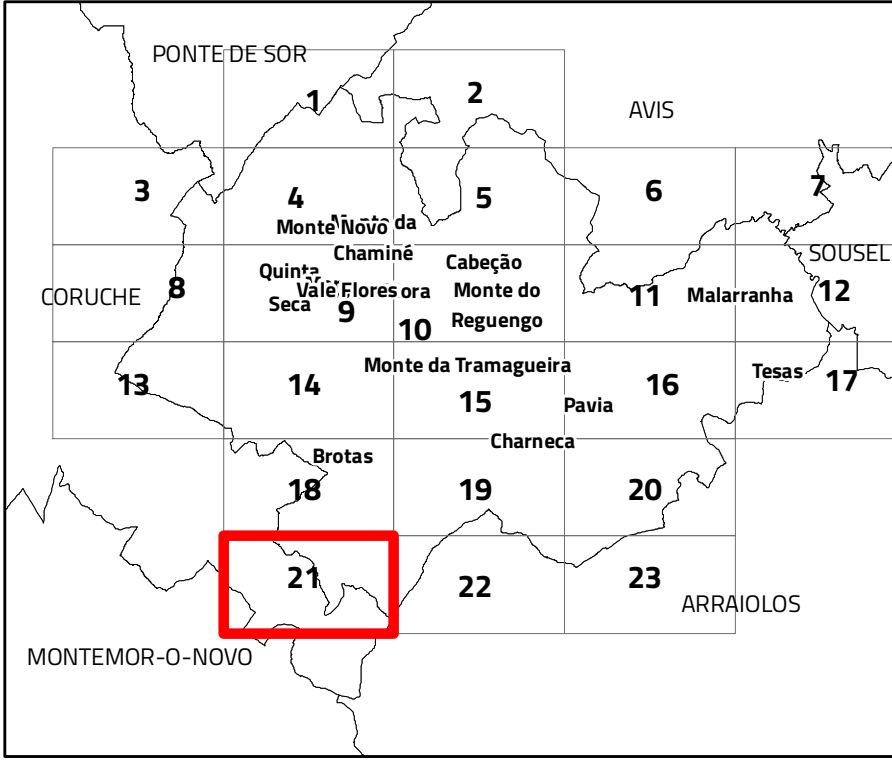 PONTE DE SOR
1
2
AVIS
3
4
5
6
7
Monte Novo
da
Chaminé
SOUSEL
Quinta
Cabeção
CORUCHE
8
Vale Flores
ora
Monte do
11
Malarranha
12
Seca
9
10
Reguengo
Monte da Tramagueira
13
14
15
Pavia
16
Tesas
17
Charneca
Brotas
18
19
20
21
22
23
ARRAIOLOS
MONTEMOR-O-NOVO